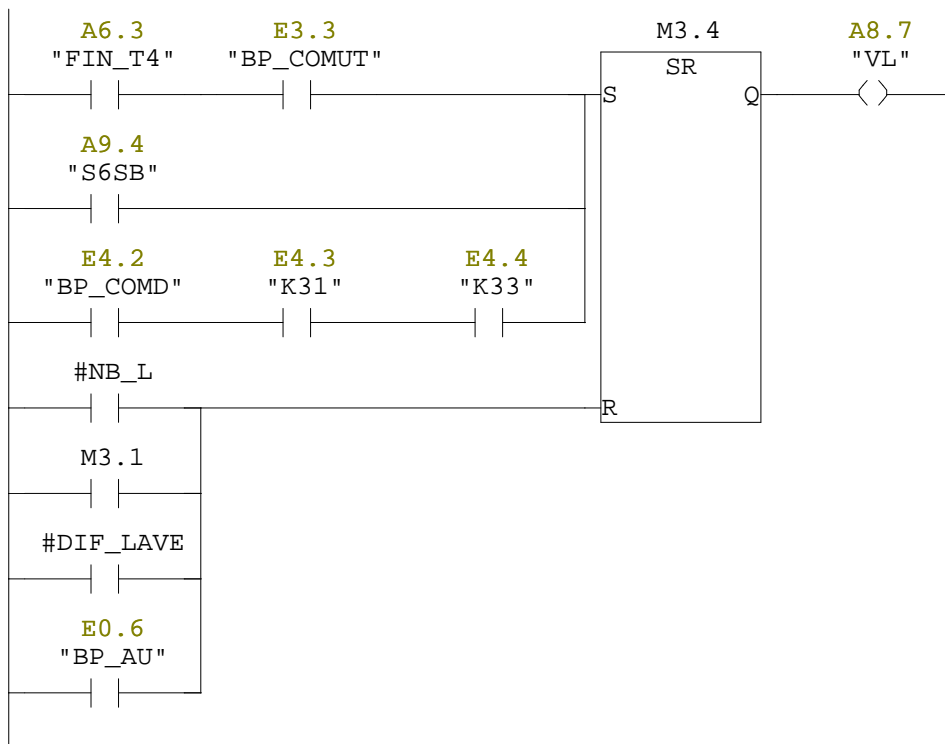 A6.3 E3.3 M3.4 A8.7
"FIN_T4" "BP_COMUT" SR "VL"
S Q
A9.4
"S6SB"
E4.2 E4.3 E4.4
"BP_COMD" "K31" "K33"
#NB_L
R
M3.1
#DIF_LAVE
E0.6
"BP_AU"